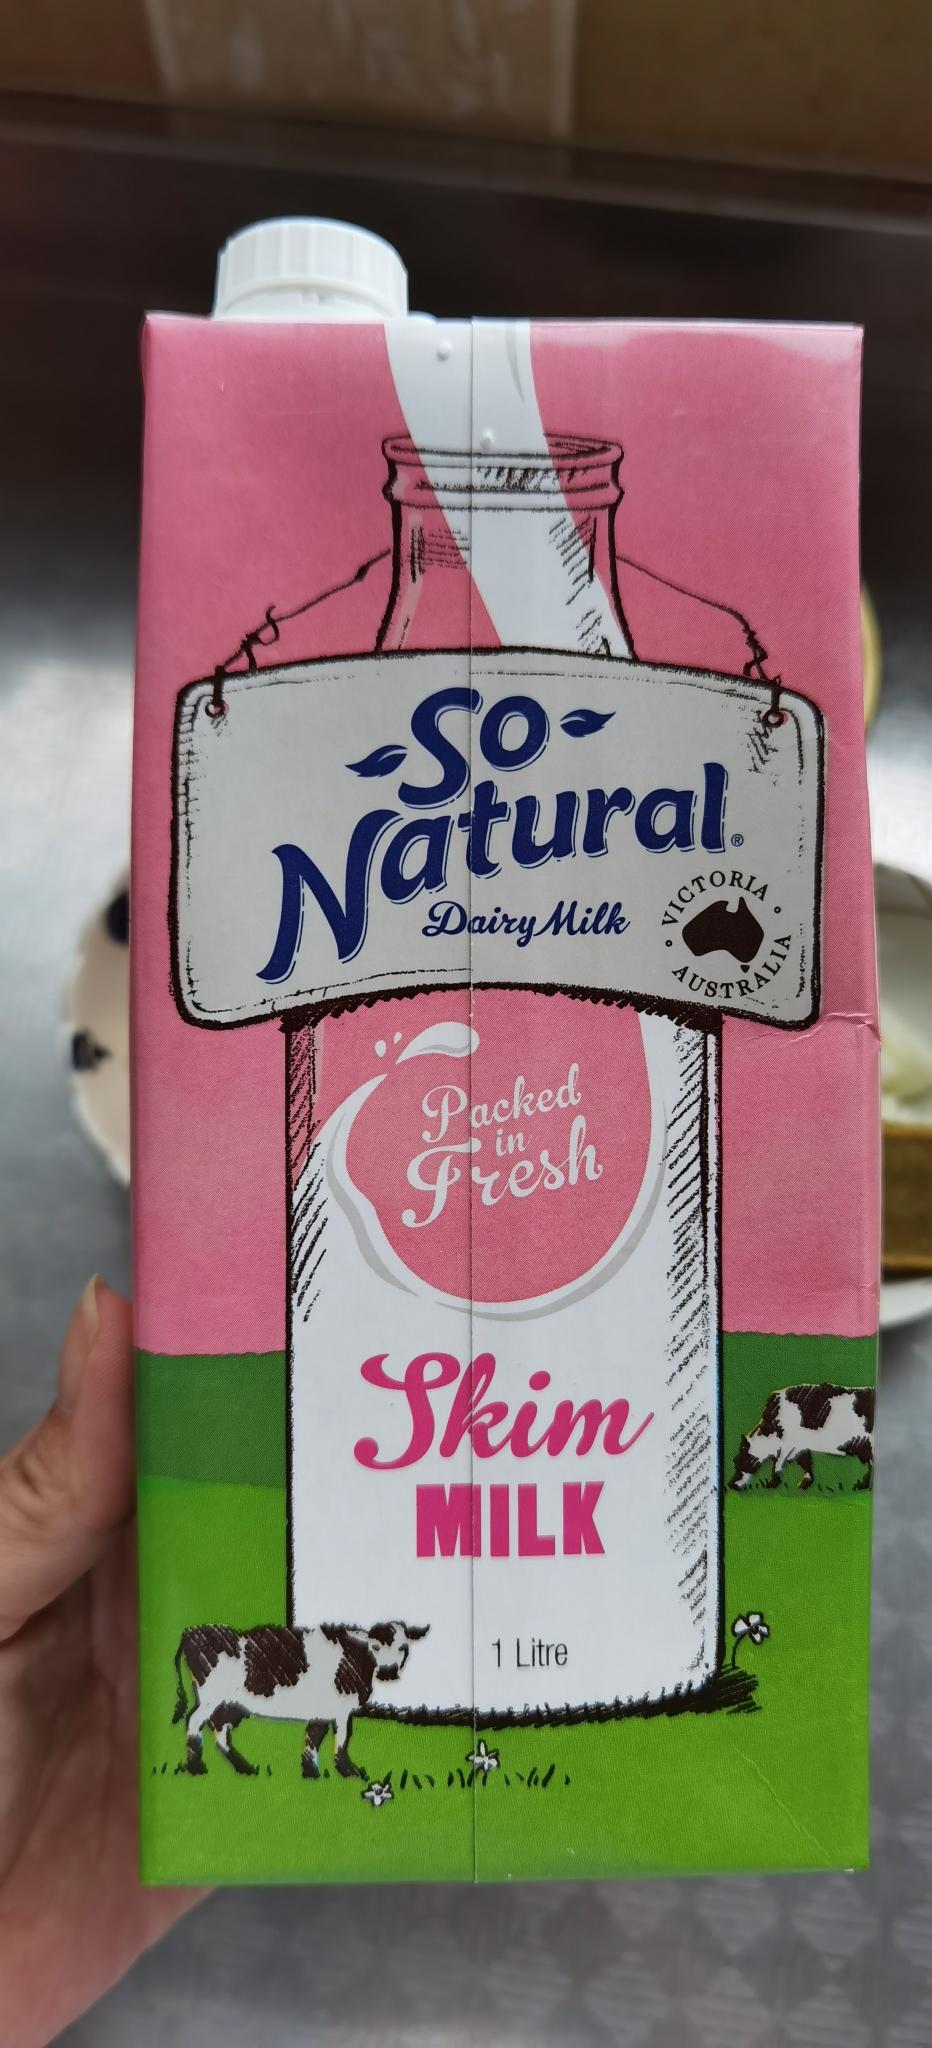 So
Natural®
Dairy Milk
VICTORIA
AUSTRALIA
Packed
in
Fresh
Skim
MILK
1 Litre